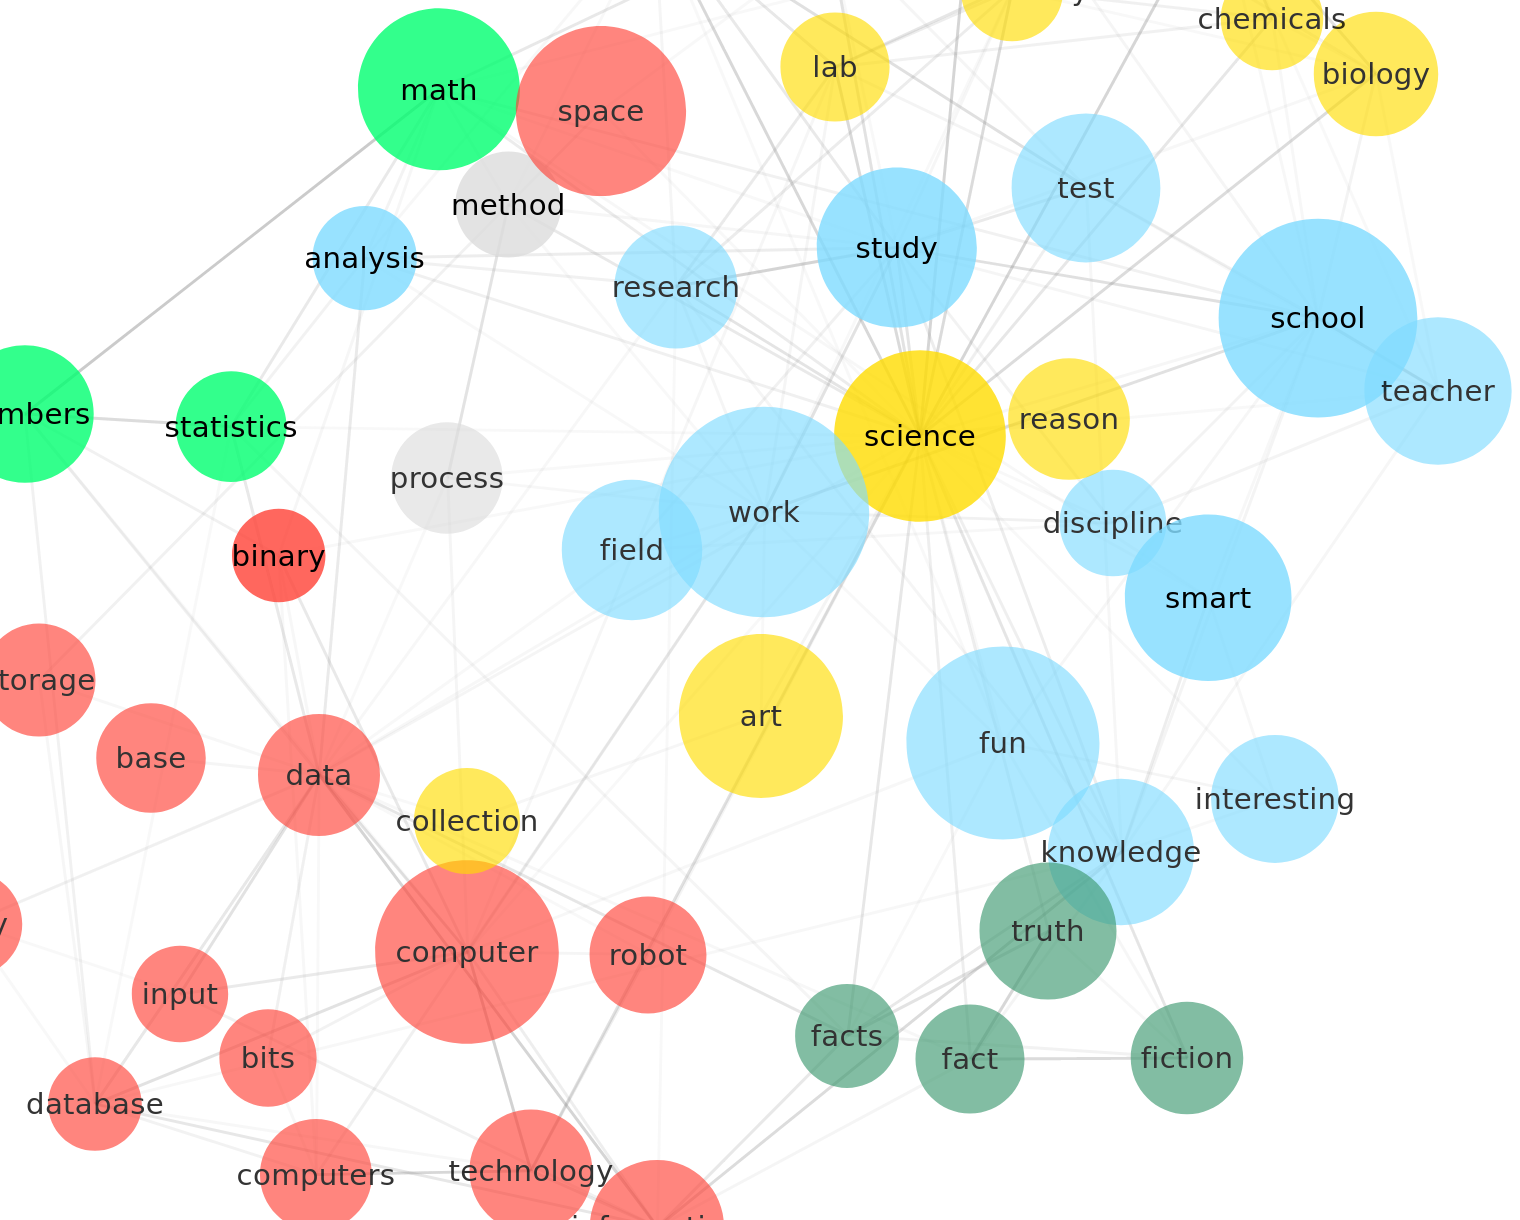 chemicals
lab
biology
math
space
test
method
study
analysis
research
school
teacher
mbers
statistics
reason
science
process
work
discipline
field
binary
smart
torage
art
fun
base
data
interesting
collection
knowledge
y
computer
robot
truth
input
facts
bits
fact
fiction
database
computers
technology